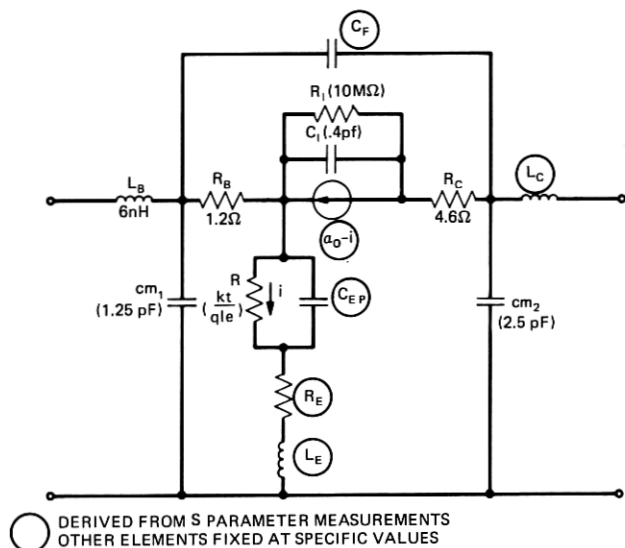 C_F
R_I (10MΩ)
C_I (.4pf)
L_B
6nH
R_B
1.2Ω
R_C
4.6Ω
L_C
α_0-i
cm_1
(1.25 pF)
R
(kt/qIe)
i
C_EP
cm_2
(2.5 pF)
R_E
L_E
DERIVED FROM S PARAMETER MEASUREMENTS
OTHER ELEMENTS FIXED AT SPECIFIC VALUES